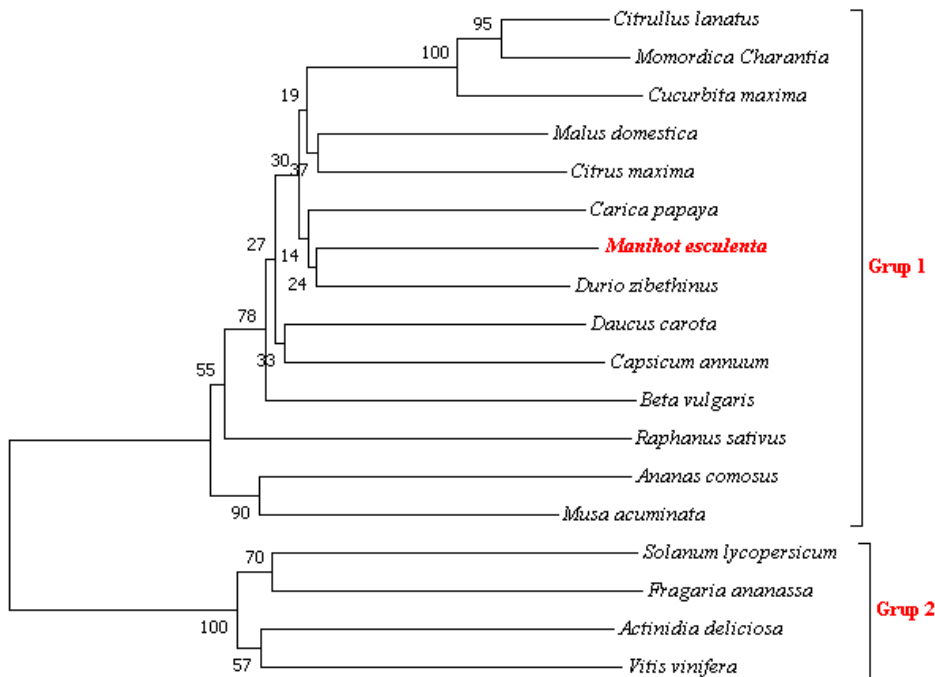 95
Citrullus lanatus
100
Momordica Charantia
Cucurbita maxima
19
Malus domestica
30
37
Citrus maxima
Carica papaya
27
14
Manihot esculenta
Grup 1
24
Durio zibethinus
78
Daucus carota
33
Capsicum annuum
55
Beta vulgaris
Raphanus sativus
Ananas comosus
90
Musa acuminata
70
Solanum lycopersicum
Fragaria ananassa
Grup 2
100
Actinidia deliciosa
57
Vitis vinifera